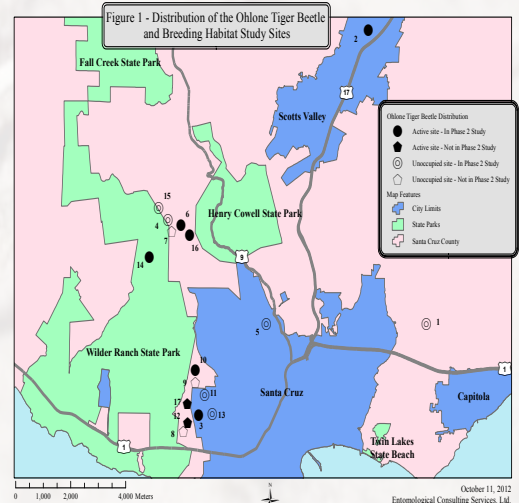 Figure 1 - Distribution of the Ohlone Tiger Beetle
and Breeding Habitat Study Sites
2
Fall Creek State Park
17
Scotts Valley
Ohlone Tiger Beetle Distribution
Active site - In Phase 2 Study
Active site - Not in Phase 2 Study
Unoccupied site - In Phase 2 Study
Unoccupied site - Not in Phase 2 Study
Map Features
City Limits
State Parks
Santa Cruz County
15
4
6
7
16
Henry Cowell State Park
14
9
5
1
Wilder Ranch State Park
10
9
11
Santa Cruz
1
Capitola
17
12
3
13
8
1
Twin Lakes
State Beach
0 1,000 2,000 4,000 Meters
N
October 11, 2012
Entomological Consulting Services, Ltd.